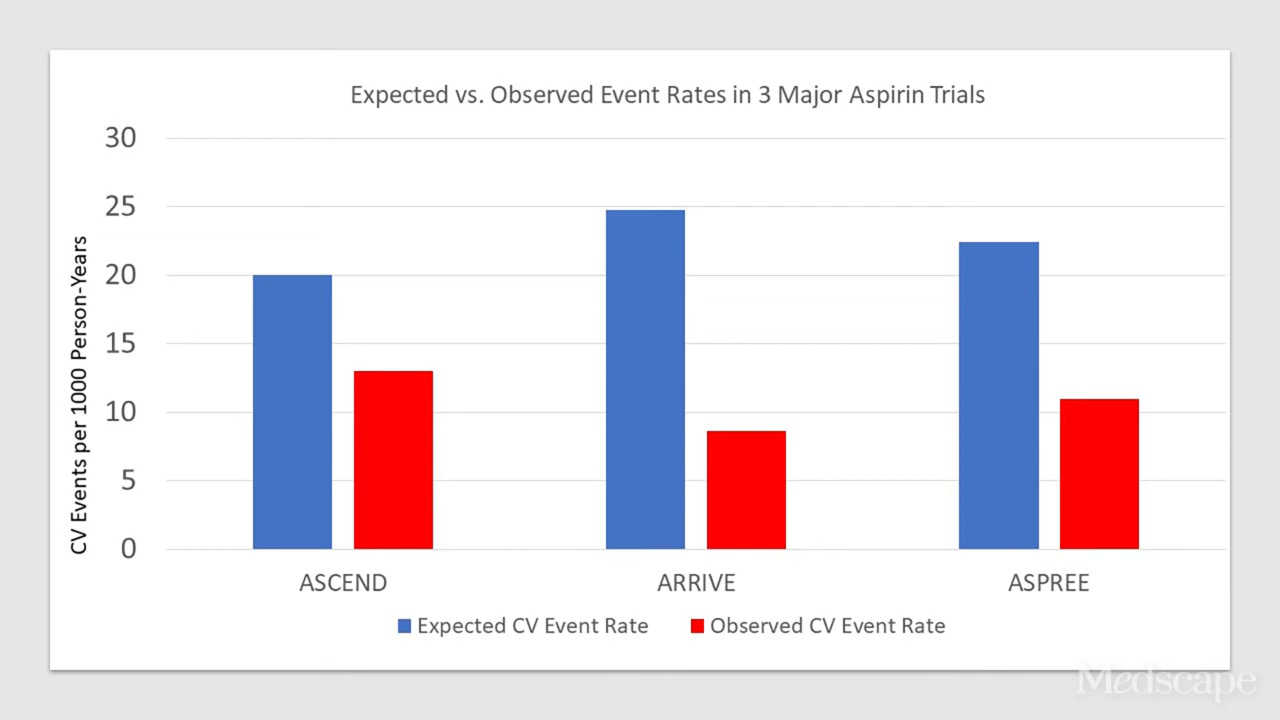 Expected vs. Observed Event Rates in 3 Major Aspirin Trials
CV Events per 1000 Person-Years
30
25
20
15
10
5
0
ASCEND ARRIVE ASPREE
Expected CV Event Rate Observed CV Event Rate
Medscape